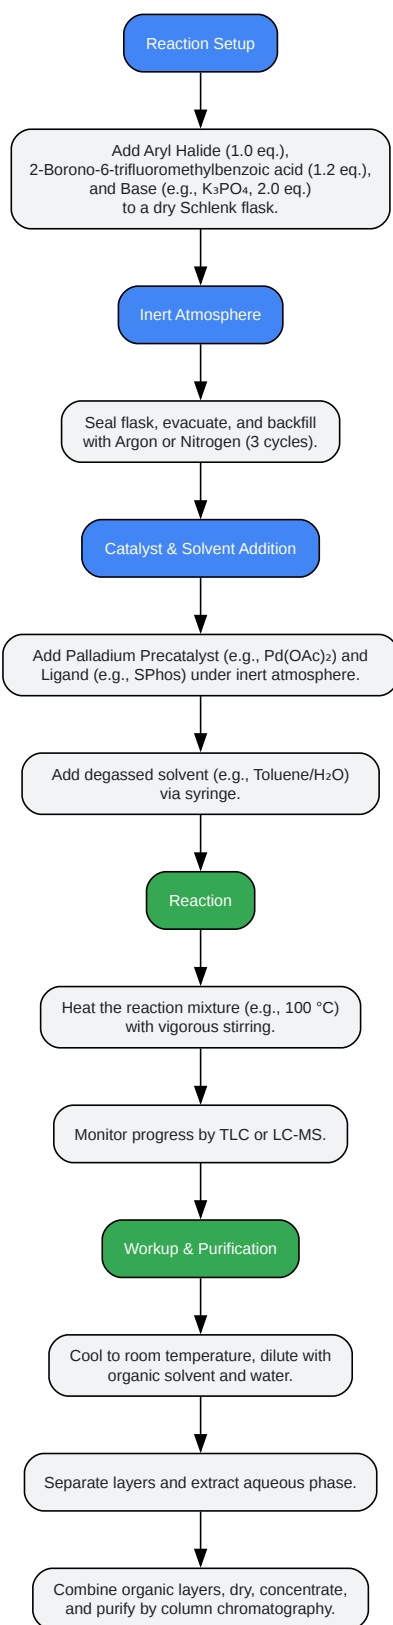 Reaction Setup
Add Aryl Halide (1.0 eq.),
2-Borono-6-trifluoromethylbenzoic acid (1.2 eq.),
and Base (e.g., K₃PO₄, 2.0 eq.)
to a dry Schlenk flask.
Inert Atmosphere
Seal flask, evacuate, and backfill
with Argon or Nitrogen (3 cycles).
Catalyst & Solvent Addition
Add Palladium Precatalyst (e.g., Pd(OAc)₂) and
Ligand (e.g., SPhos) under inert atmosphere.
Add degassed solvent (e.g., Toluene/H₂O)
via syringe.
Reaction
Heat the reaction mixture (e.g., 100 °C)
with vigorous stirring.
Monitor progress by TLC or LC-MS.
Workup & Purification
Cool to room temperature, dilute with
organic solvent and water.
Separate layers and extract aqueous phase.
Combine organic layers, dry, concentrate,
and purify by column chromatography.